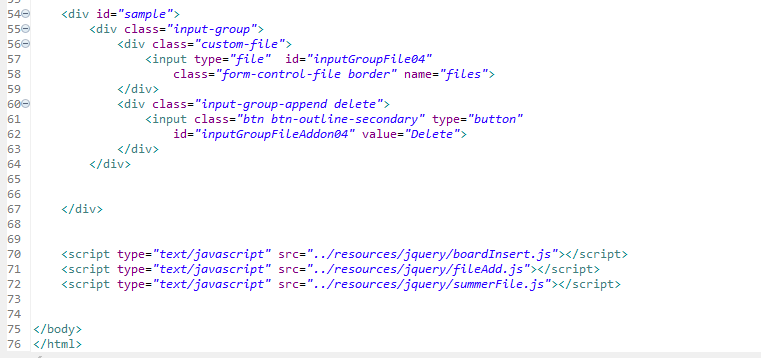 54    <div id="sample">
55        <div class="input-group">
56            <div class="custom-file">
57                <input type="file"  id="inputGroupFile04"
58                    class="form-control-file border" name="files">
59            </div>
60            <div class="input-group-append delete">
61                <input class="btn btn-outline-secondary" type="button"
62                    id="inputGroupFileAddon04" value="Delete">
63            </div>
64        </div>
65
66
67    </div>
68
69
70    <script type="text/javascript" src="../resources/jquery/boardInsert.js"></script>
71    <script type="text/javascript" src="../resources/jquery/fileAdd.js"></script>
72    <script type="text/javascript" src="../resources/jquery/summerFile.js"></script>
73
74
75 </body>
76 </html>